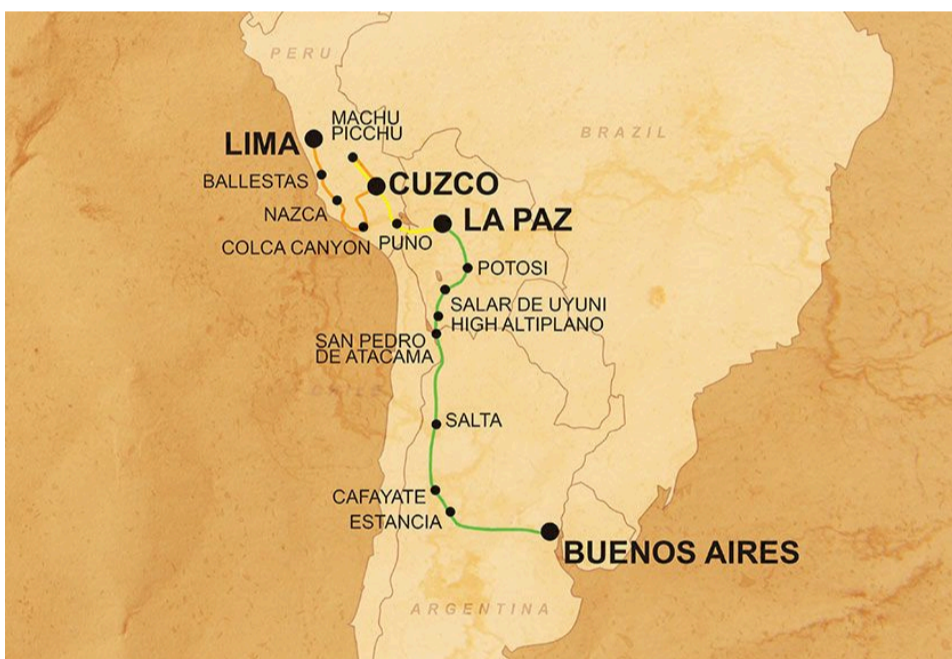 PERU
BRAZIL
MACHU
PICCHU
LIMA
BALLESTAS
CUZCO
NAZCA
LA PAZ
COLCA CANYON
PUNO
POTOSI
SALAR DE UYUNI
HIGH ALTIPLANO
SAN PEDRO
DE ATACAMA
SALTA
CAFAYATE
ESTANCIA
BUENOS AIRES
ARGENTINA